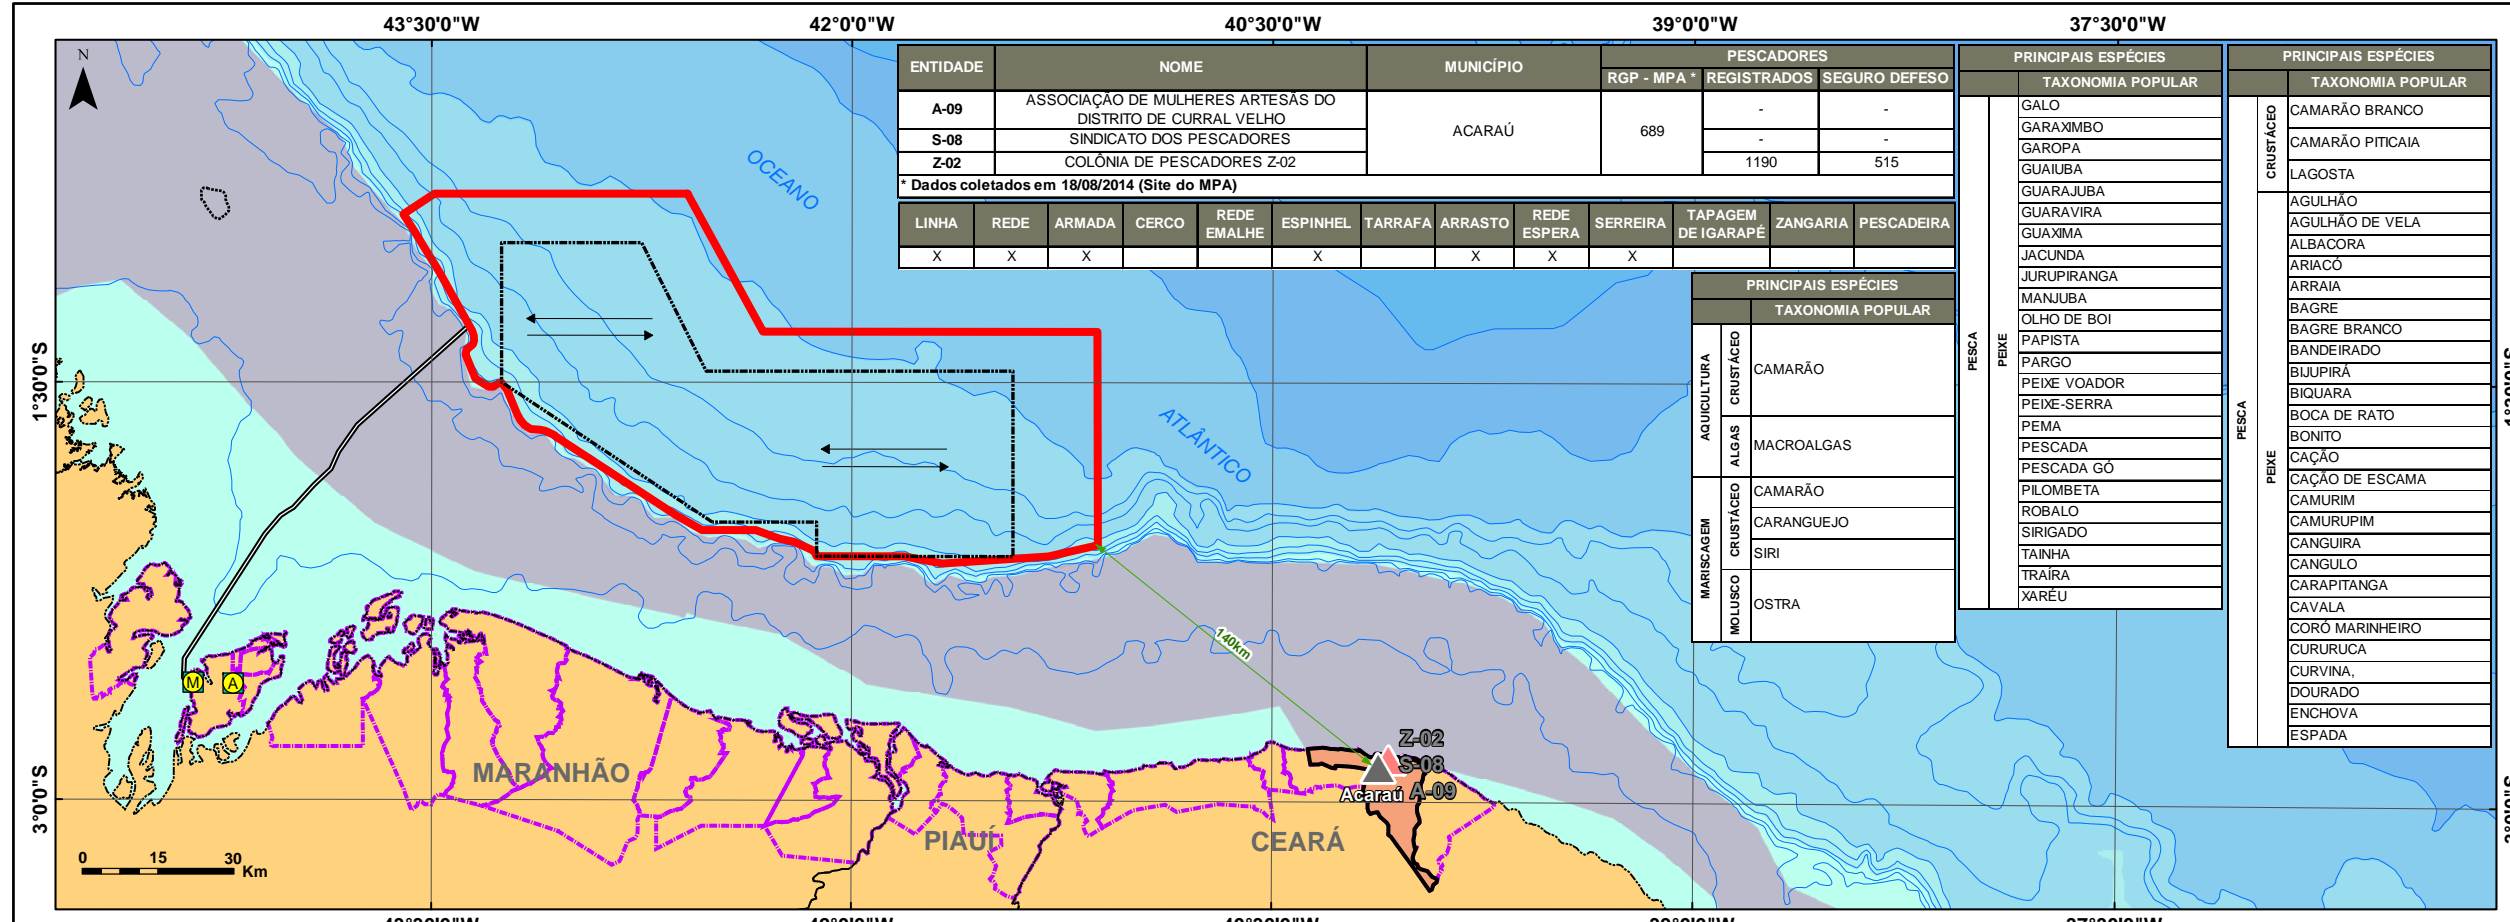 43°30'0"W 42°0'0"W 40°30'0"W 39°0'0"W 37°30'0"W
N
ENTIDADE NOME MUNICÍPIO PESCADORES
RGP - MPA * REGISTRADOS SEGURO DEFESO
A-09 ASSOCIAÇÃO DE MULHERES ARTESÃS DO DISTRITO DE CURRAL VELHO ACARAÚ 689 - -
S-08 SINDICATO DOS PESCADORES - -
Z-02 COLÔNIA DE PESCADORES Z-02 1190 515
* Dados coletados em 18/08/2014 (Site do MPA)
LINHA REDE ARMADA CERCO REDE EMALHE ESPINHEL TARRAFA ARRASTO REDE ESPERA SERREIRA TAPAGEM DE IGARAPÉ ZANGARIA PESCADEIRA
X X X X X X X
PRINCIPAIS ESPÉCIES
TAXONOMIA POPULAR
AQUICULTURA
CRUSTÁCEO
CAMARÃO
ALGAS
MACROALGAS
MARISCAGEM
CRUSTÁCEO
CAMARÃO
CARANGUEJO
SIRI
MOLUSCO
OSTRA
PRINCIPAIS ESPÉCIES
TAXONOMIA POPULAR
PESCA
PEIXE
GALO
GARAXIMBO
GAROPA
GUAIUBA
GUARAJUBA
GUARAVIRA
GUAXIMA
JACUNDA
JURUPIRANGA
MANJUBA
OLHO DE BOI
PAPISTA
PARGO
PEIXE VOADOR
PEIXE-SERRA
PEMA
PESCADA
PESCADA GÓ
PILOMBETA
ROBALO
SIRIGADO
TAINHA
TRAÍRA
XARÉU
PRINCIPAIS ESPÉCIES
TAXONOMIA POPULAR
PESCA
CRUSTÁCEO
CAMARÃO BRANCO
CAMARÃO PITICAIA
LAGOSTA
PEIXE
AGULHÃO
AGULHÃO DE VELA
ALBACORA
ARIACÓ
ARRAIA
BAGRE
BAGRE BRANCO
BANDEIRADO
BIJUPIRÁ
BIQUARA
BOCA DE RATO
BONITO
CAÇÃO
CAÇÃO DE ESCAMA
CAMURIM
CAMURUPIM
CANGUIRA
CANGULO
CARAPITANGA
CAVALA
CORÓ MARINHEIRO
CURURUCA
CURVINA,
DOURADO
ENCHOVA
ESPADA
OCEANO
ATLÂNTICO
1°30'0"S
140km
M A
Z-02
S-08
Acaraú A-09
MARANHÃO
PIAUÍ
CEARÁ
3°0'0"S
0 15 30
Km